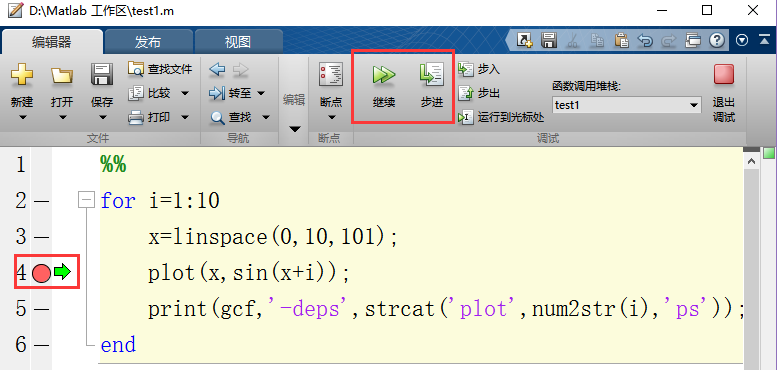 D:\Matlab 工作区\test1.m
编辑器 发布 视图
新建 打开 保存 查找文件 比较 打印 转至 查找 编辑 断点 继续 步进 步入 步出 运行到光标处 函数调用堆栈: test1 退出调试
文件 导航 断点 调试
1 %%
2 for i=1:10
3 x=linspace(0,10,101);
4 plot(x,sin(x+i));
5 print(gcf,'-deps',strcat('plot',num2str(i),'ps'));
6 end